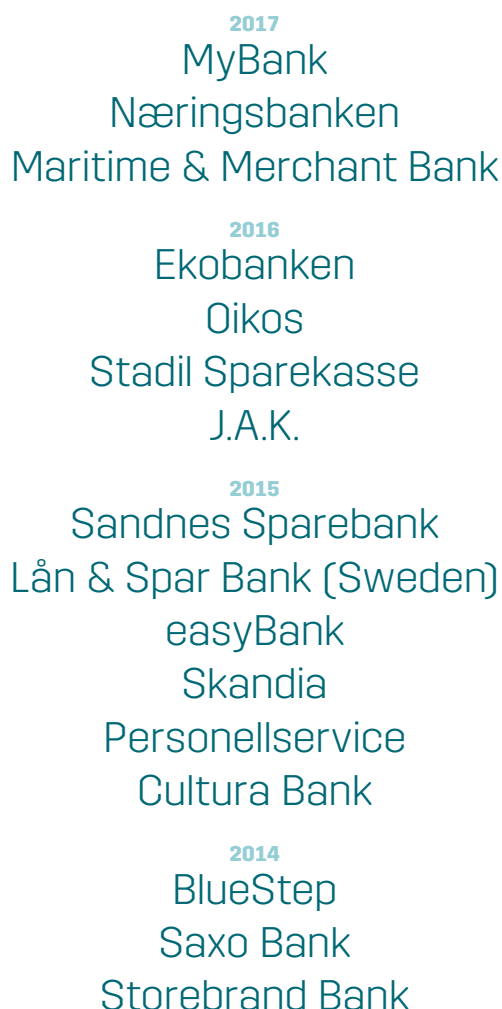 2017
MyBank
Næringsbanken
Maritime & Merchant Bank
2016
Ekobanken
Oikos
Stadil Sparekasse
J.A.K.
2015
Sandnes Sparebank
Lån & Spar Bank (Sweden)
easyBank
Skandia
Personellservice
Cultura Bank
2014
BlueStep
Saxo Bank
Storebrand Bank